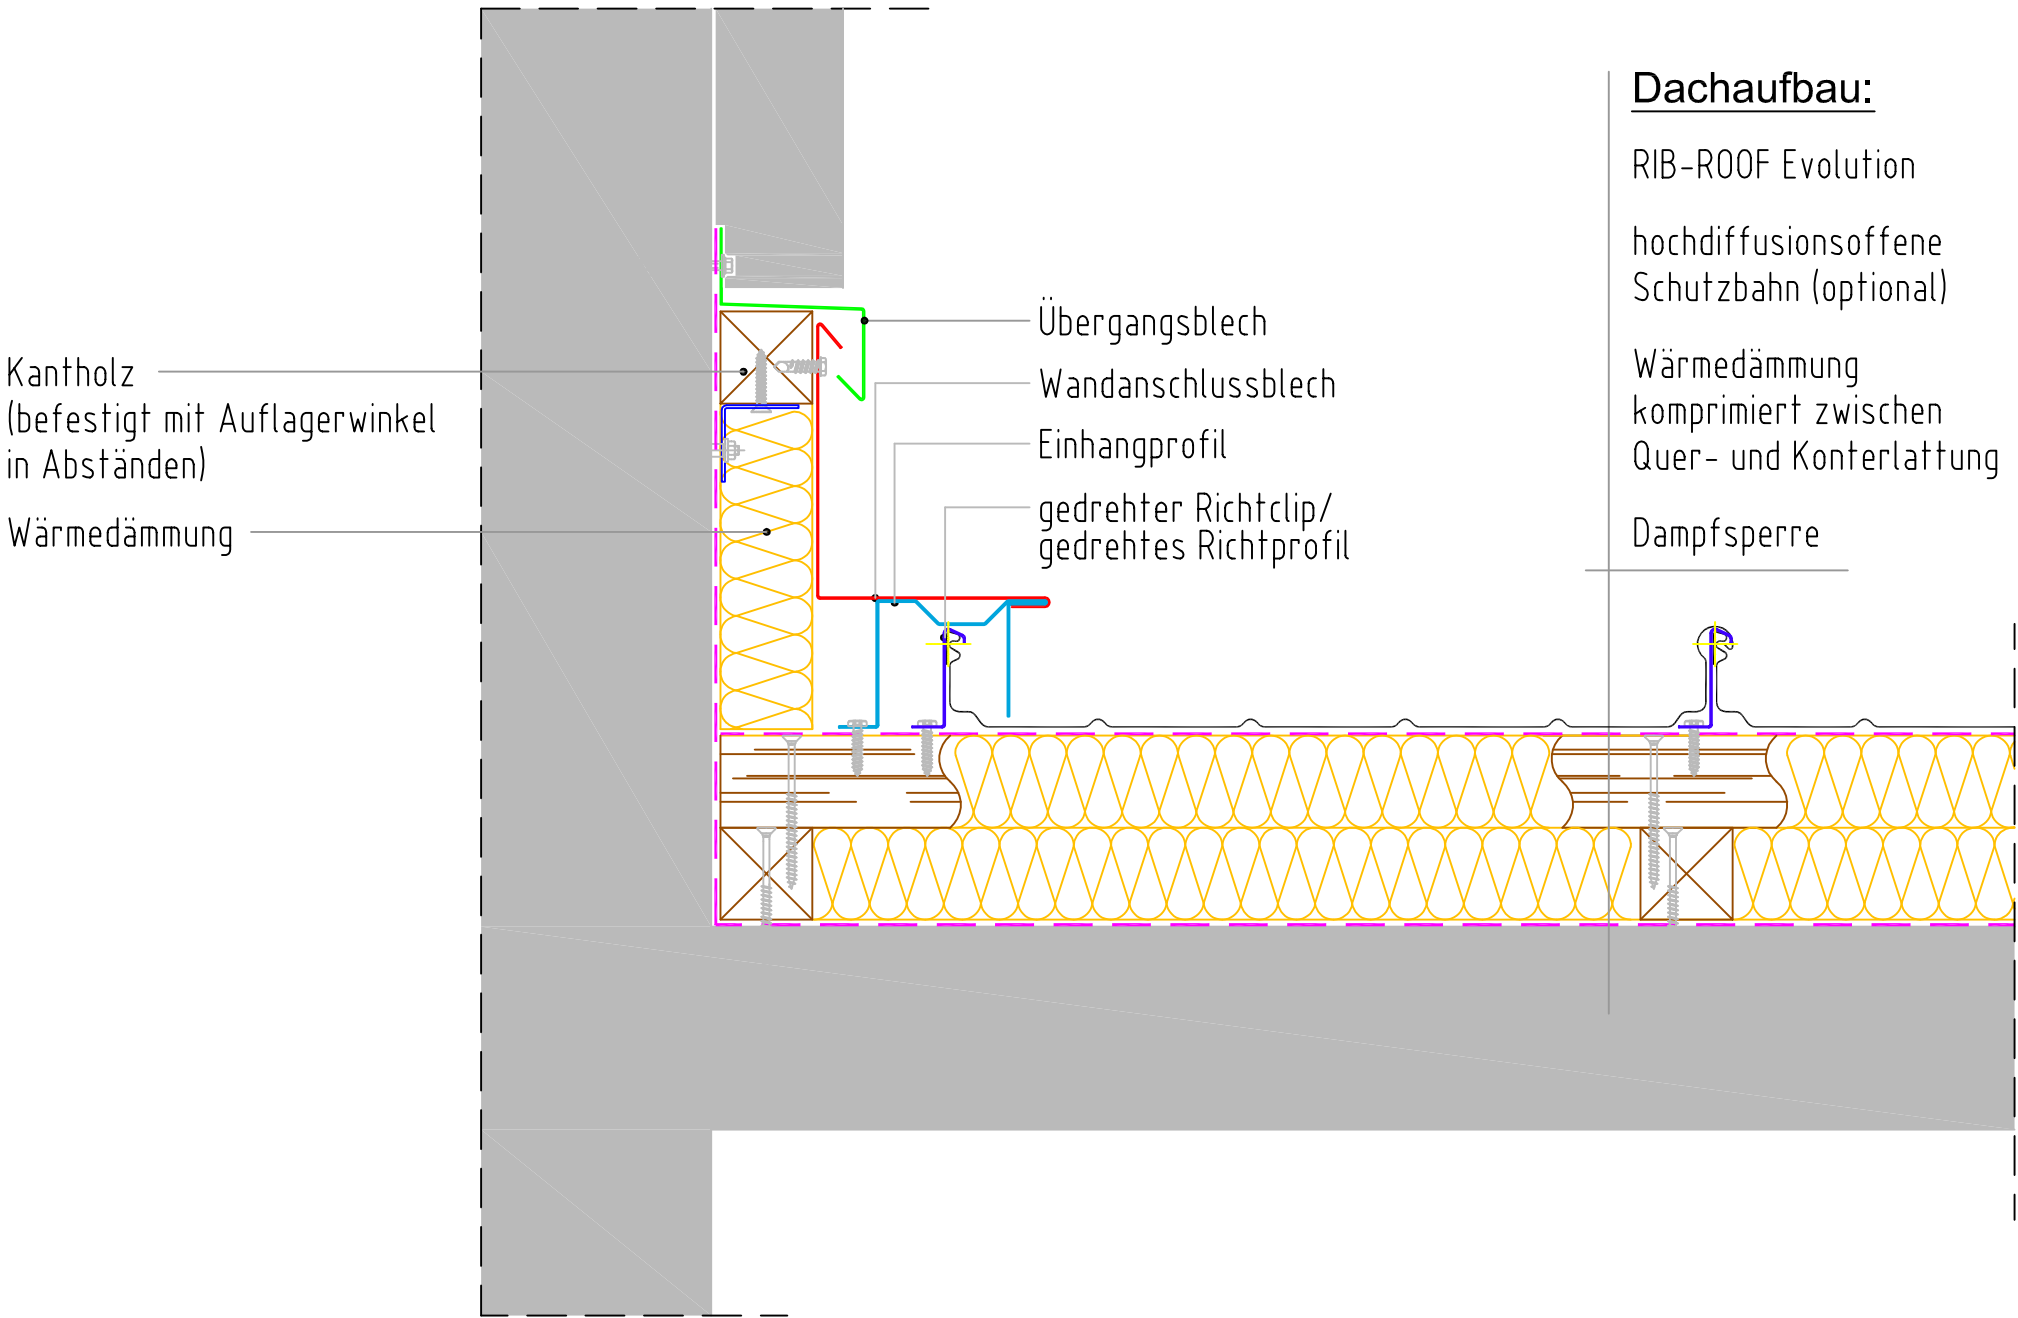 Dachaufbau:
RIB-ROOF Evolution
hochdiffusionsoffene
Schutzbahn (optional)
Wärmedämmung
komprimiert zwischen
Quer- und Konterlattung
Dampfsperre
Übergangsblech
Wandanschlussblech
Einhangprofil
gedrehter Richtclip/
gedrehtes Richtprofil
Kantholz
(befestigt mit Auflagerwinkel
in Abständen)
Wärmedämmung